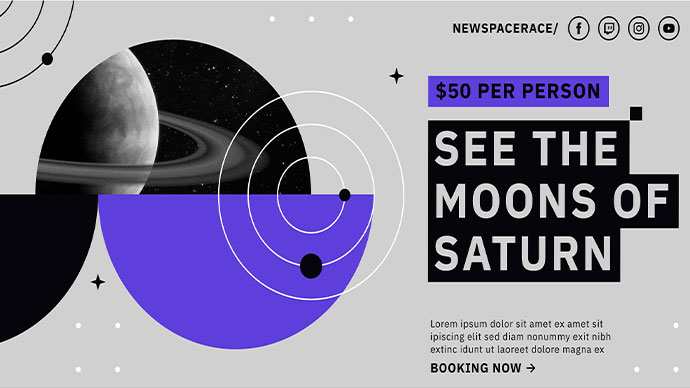 NEWSPACERACE/
$50 PER PERSON
SEE THE
MOONS OF
SATURN
Lorem ipsum dolor sit amet ex amet sit
ipiscing elit sed diam nonummy exit nibh
extinc idunt ut laoreet dolore magna ex
BOOKING NOW →